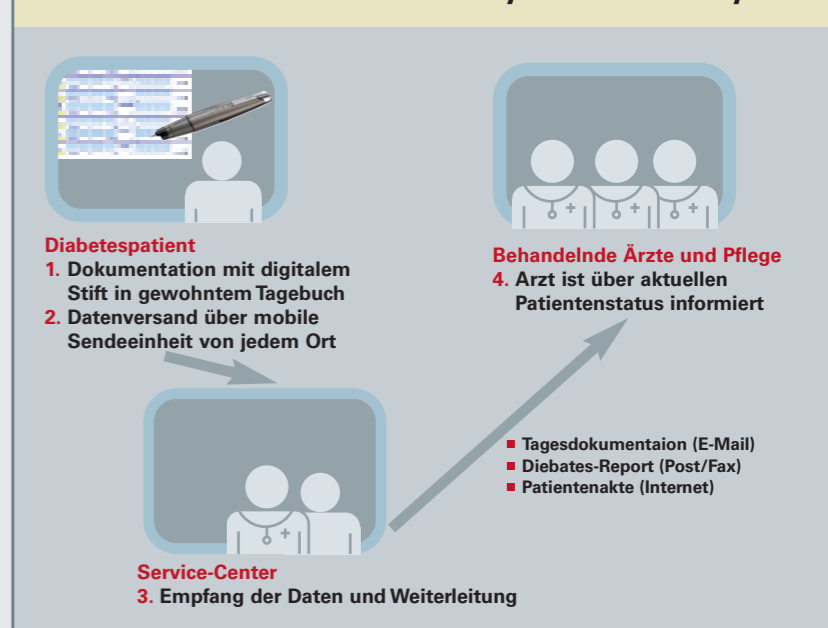 Diabetespatient
1. Dokumentation mit digitalem
Stift in gewohntem Tagebuch
2. Datenversand über mobile
Sendeeinheit von jedem Ort
Behandelnde Ärzte und Pflege
4. Arzt ist über aktuellen
Patientenstatus informiert
Tagesdokumentaion (E-Mail)
Diebates-Report (Post/Fax)
Patientenakte (Internet)
Service-Center
3. Empfang der Daten und Weiterleitung